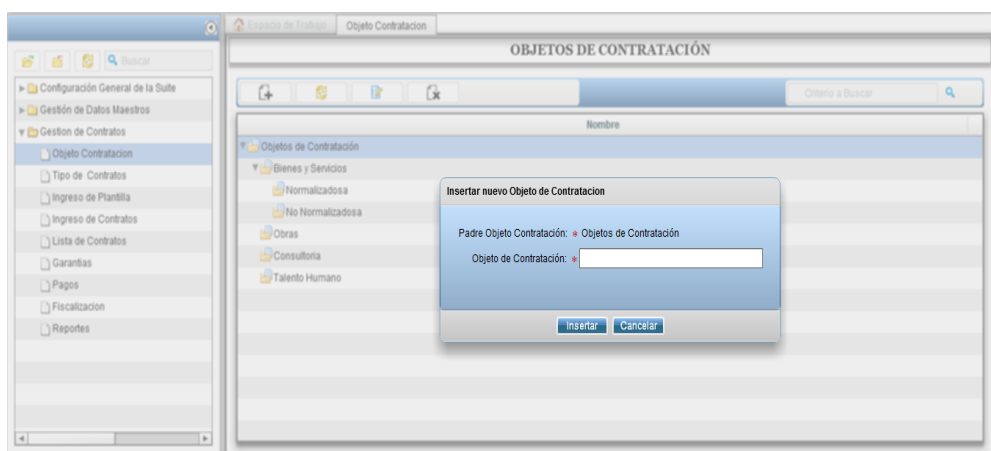 Espacio de Trabajo
Objeto Contratacion
OBJETOS DE CONTRATACIÓN
Buscar
Criterio a Buscar
Configuración General de la Suite
Gestión de Datos Maestros
Gestion de Contratos
Objeto Contratacion
Tipo de Contratos
Ingreso de Plantilla
Ingreso de Contratos
Lista de Contratos
Garantias
Pagos
Fiscalizacion
Reportes
Nombre
Objetos de Contratación
Bienes y Servicios
Normalizadosa
No Normalizadosa
Obras
Consultoria
Talento Humano
Insertar nuevo Objeto de Contratacion
Padre Objeto Contratación: * Objetos de Contratación
Objeto de Contratación: *
Insertar
Cancelar